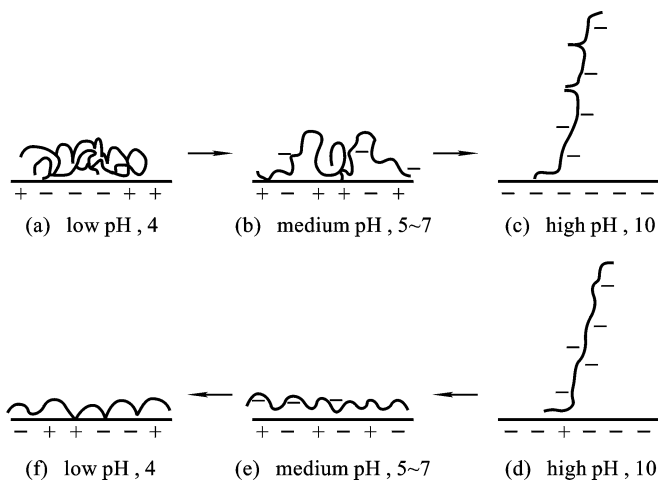 − − −
− − − −
+ − − − + +
+ − + + − +
− − − − − −
(a) low pH , 4
(b) medium pH , 5~7
(c) high pH , 10
− − − −
− − −
− + + − − +
+ − + − + −
− − + − − −
(f) low pH , 4
(e) medium pH , 5~7
(d) high pH , 10